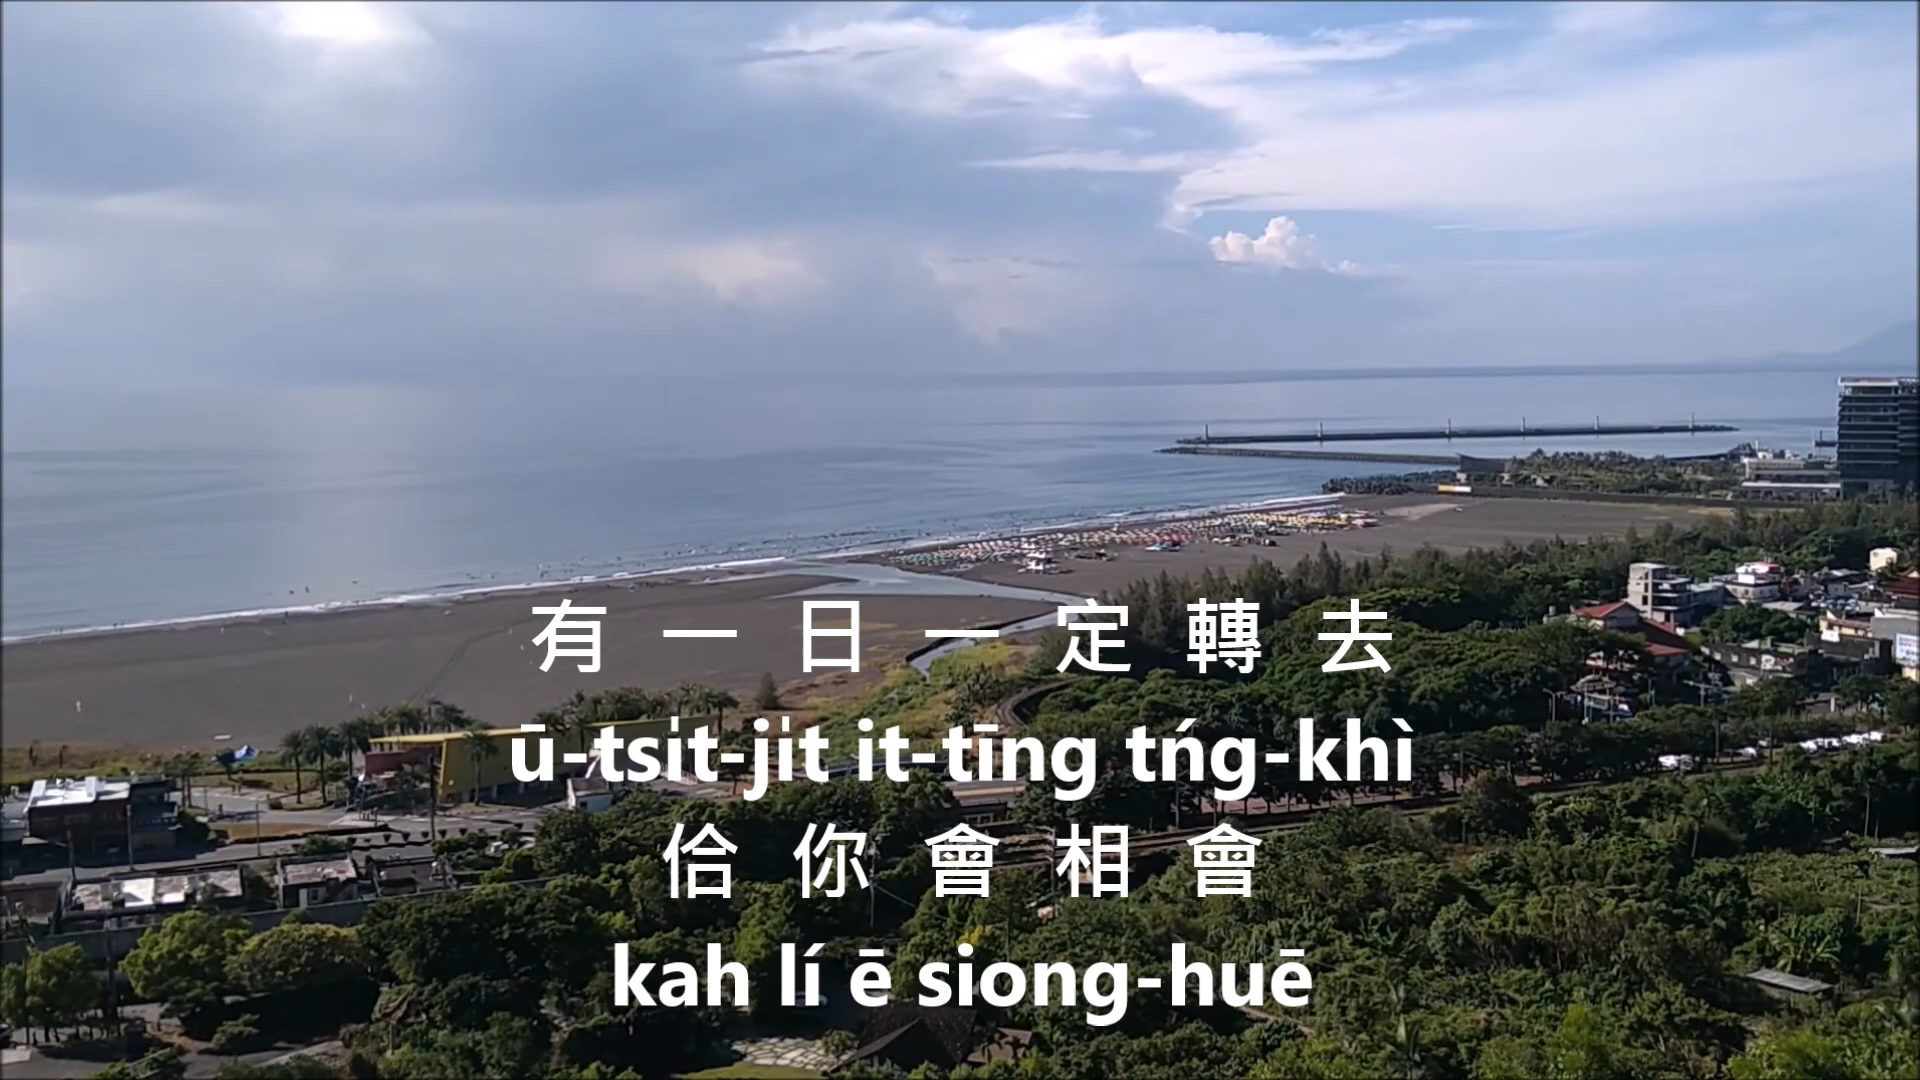 有一日一定轉去
ū-tsi̍t-ji̍t it-tīng tńg-khì
佮你會相會
kah lí ē siong-huē